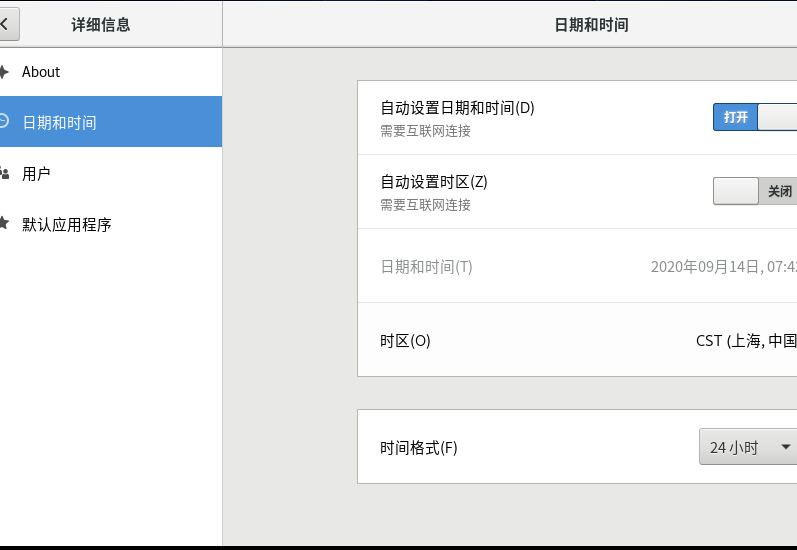 详细信息
日期和时间
About
日期和时间
用户
默认应用程序
自动设置日期和时间(D)
需要互联网连接
打开
自动设置时区(Z)
需要互联网连接
关闭
日期和时间(T)
2020年09月14日, 07:4
时区(O)
CST (上海, 中国
时间格式(F)
24 小时